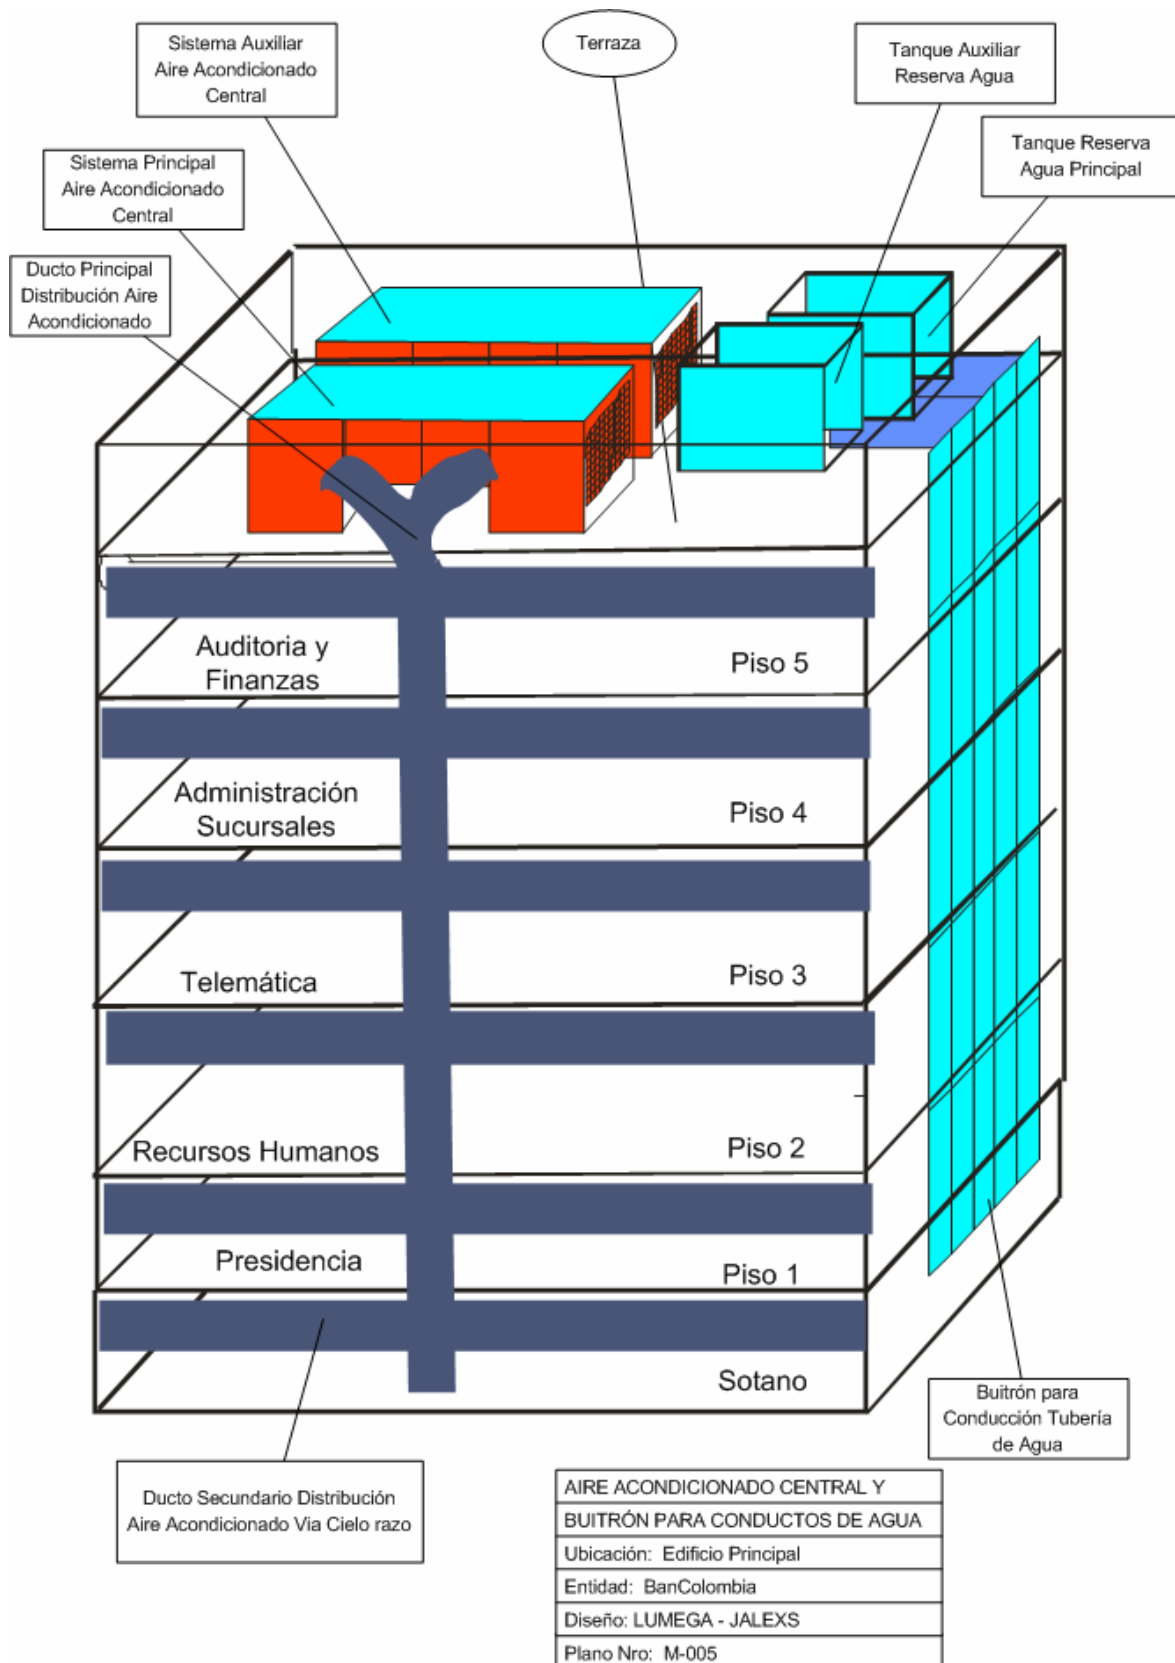 Sistema Auxiliar
Aire Acondicionado
Central
Terraza
Tanque Auxiliar
Reserva Agua
Tanque Reserva
Agua Principal
Sistema Principal
Aire Acondicionado
Central
Ducto Principal
Distribución Aire
Acondicionado
Auditoria y
Finanzas
Piso 5
Administración
Sucursales
Piso 4
Telemática
Piso 3
Recursos Humanos
Piso 2
Presidencia
Piso 1
Sotano
Buitrón para
Conducción Tubería
de Agua
Ducto Secundario Distribución
Aire Acondicionado Via Cielo razo
AIRE ACONDICIONADO CENTRAL Y
BUITRÓN PARA CONDUCTOS DE AGUA
Ubicación: Edificio Principal
Entidad: BanColombia
Diseño: LUMEGA - JALEXS
Plano Nro: M-005